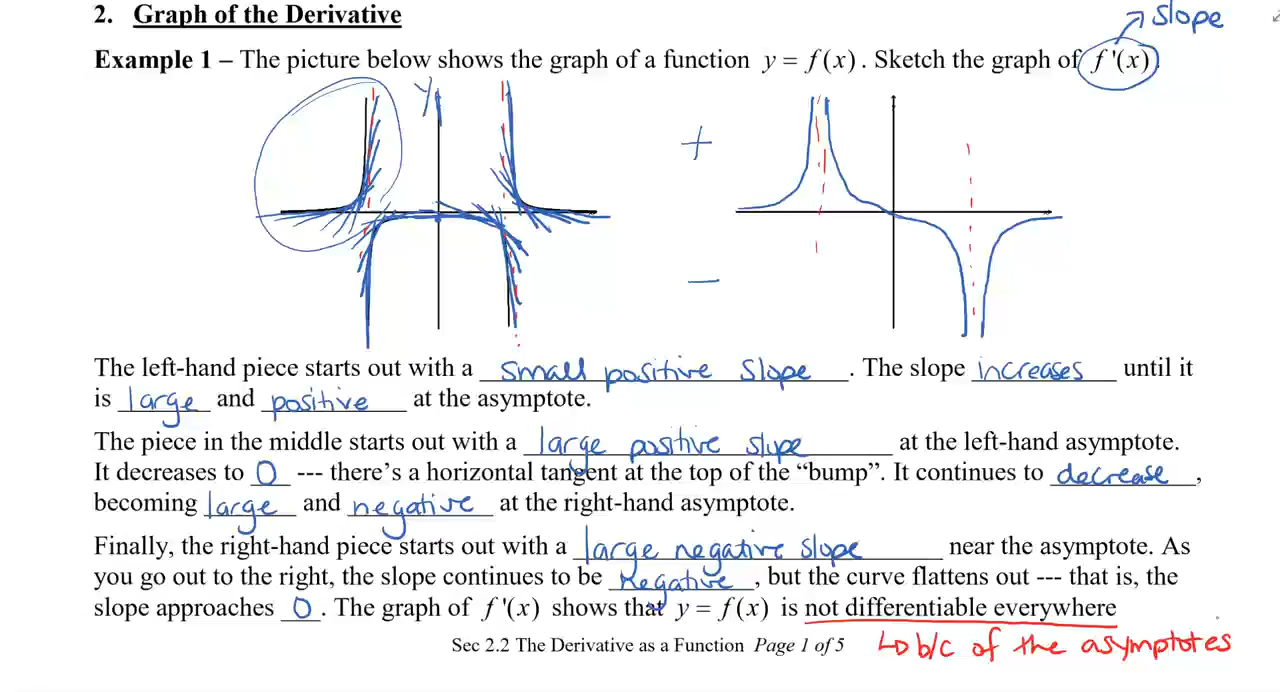 slope
2. Graph of the Derivative
Example 1 – The picture below shows the graph of a function y = f(x). Sketch the graph of f'(x)
y
+
−
The left-hand piece starts out with a small positive slope. The slope increases until it
is large and positive at the asymptote.
The piece in the middle starts out with a large positive slope at the left-hand asymptote.
It decreases to 0 --- there's a horizontal tangent at the top of the “bump”. It continues to decrease,
becoming large and negative at the right-hand asymptote.
Finally, the right-hand piece starts out with a large negative slope near the asymptote. As
you go out to the right, the slope continues to be negative, but the curve flattens out --- that is, the
slope approaches 0. The graph of f'(x) shows that y = f(x) is not differentiable everywhere
Sec 2.2 The Derivative as a Function Page 1 of 5
↳ b/c of the asymptotes